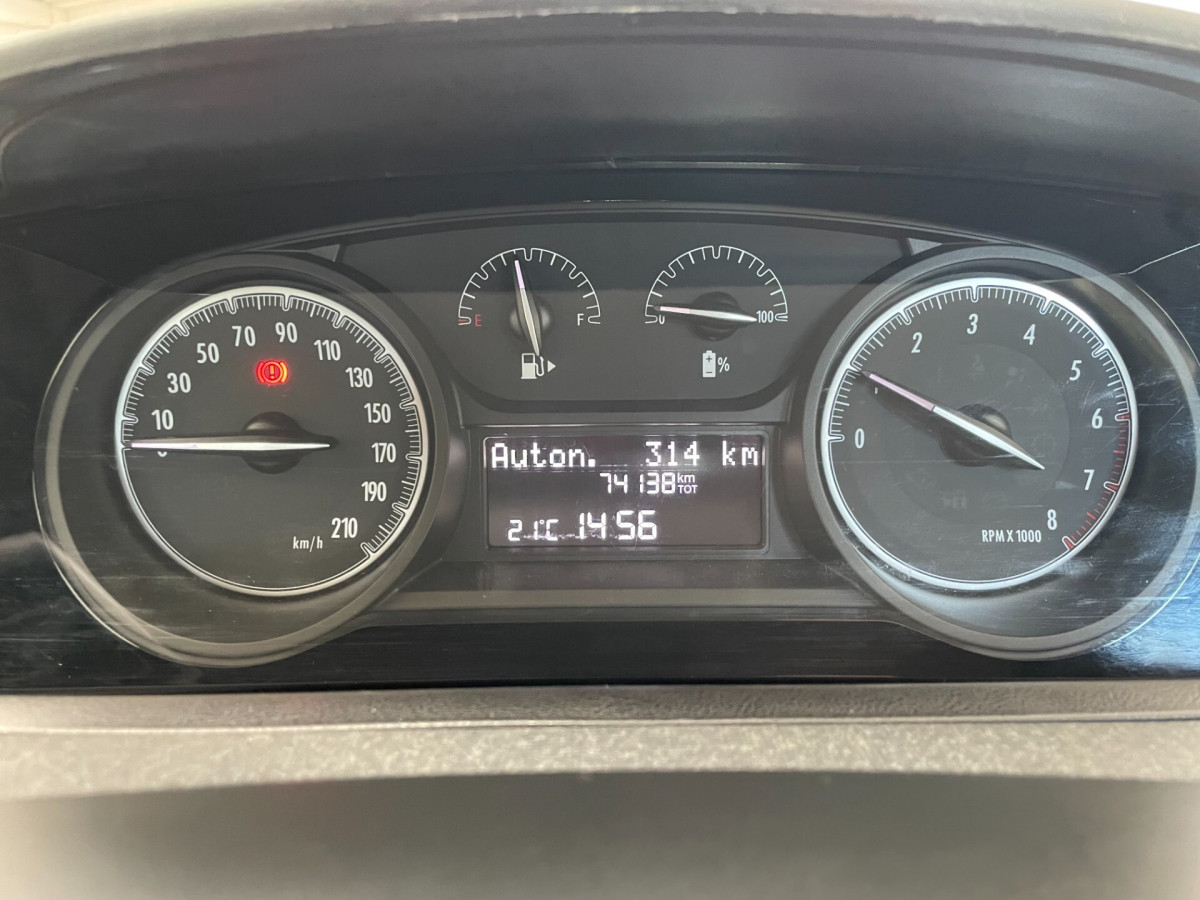 10 30 50 70 90 110 130 150 170 190 210
km/h
E F
0 100
%
0 1 2 3 4 5 6 7 8
RPM X 1000
Auton. 314 km
74138 km TOT
21°C 14 56